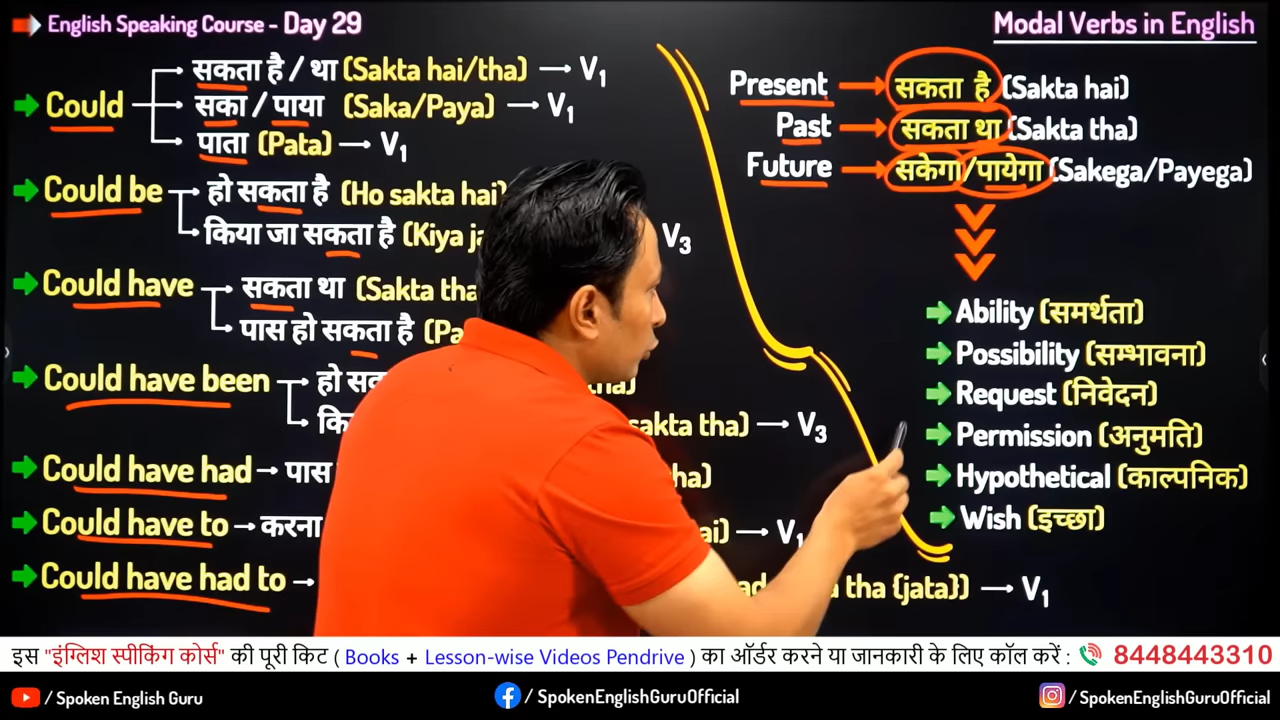 English Speaking Course - Day 29
Modal Verbs in English
Could
सकता है / था (Sakta hai/tha) → V1
सका / पाया (Saka/Paya) → V1
पाता (Pata) → V1
Could be
हो सकता है (Ho sakta hai)
किया जा सकता है (Kiya ja V3
Could have
सकता था (Sakta tha
पास हो सकता है (Pa
Could have been
हो सक tha)
कि sakta tha) → V3
Could have had → पास ha)
Could have to → करना ai) → V1
Could have had to → a tha {jata}) → V1
Present → सकता है (Sakta hai)
Past → सकता था (Sakta tha)
Future → सकेगा/पायेगा (Sakega/Payega)
Ability (समर्थता)
Possibility (सम्भावना)
Request (निवेदन)
Permission (अनुमति)
Hypothetical (काल्पनिक)
Wish (इच्छा)
इस "इंग्लिश स्पीकिंग कोर्स" की पूरी किट ( Books + Lesson-wise Videos Pendrive ) का ऑर्डर करने या जानकारी के लिए कॉल करें : 8448443310
/ Spoken English Guru
/SpokenEnglishGuruOfficial
/SpokenEnglishGuruOfficial